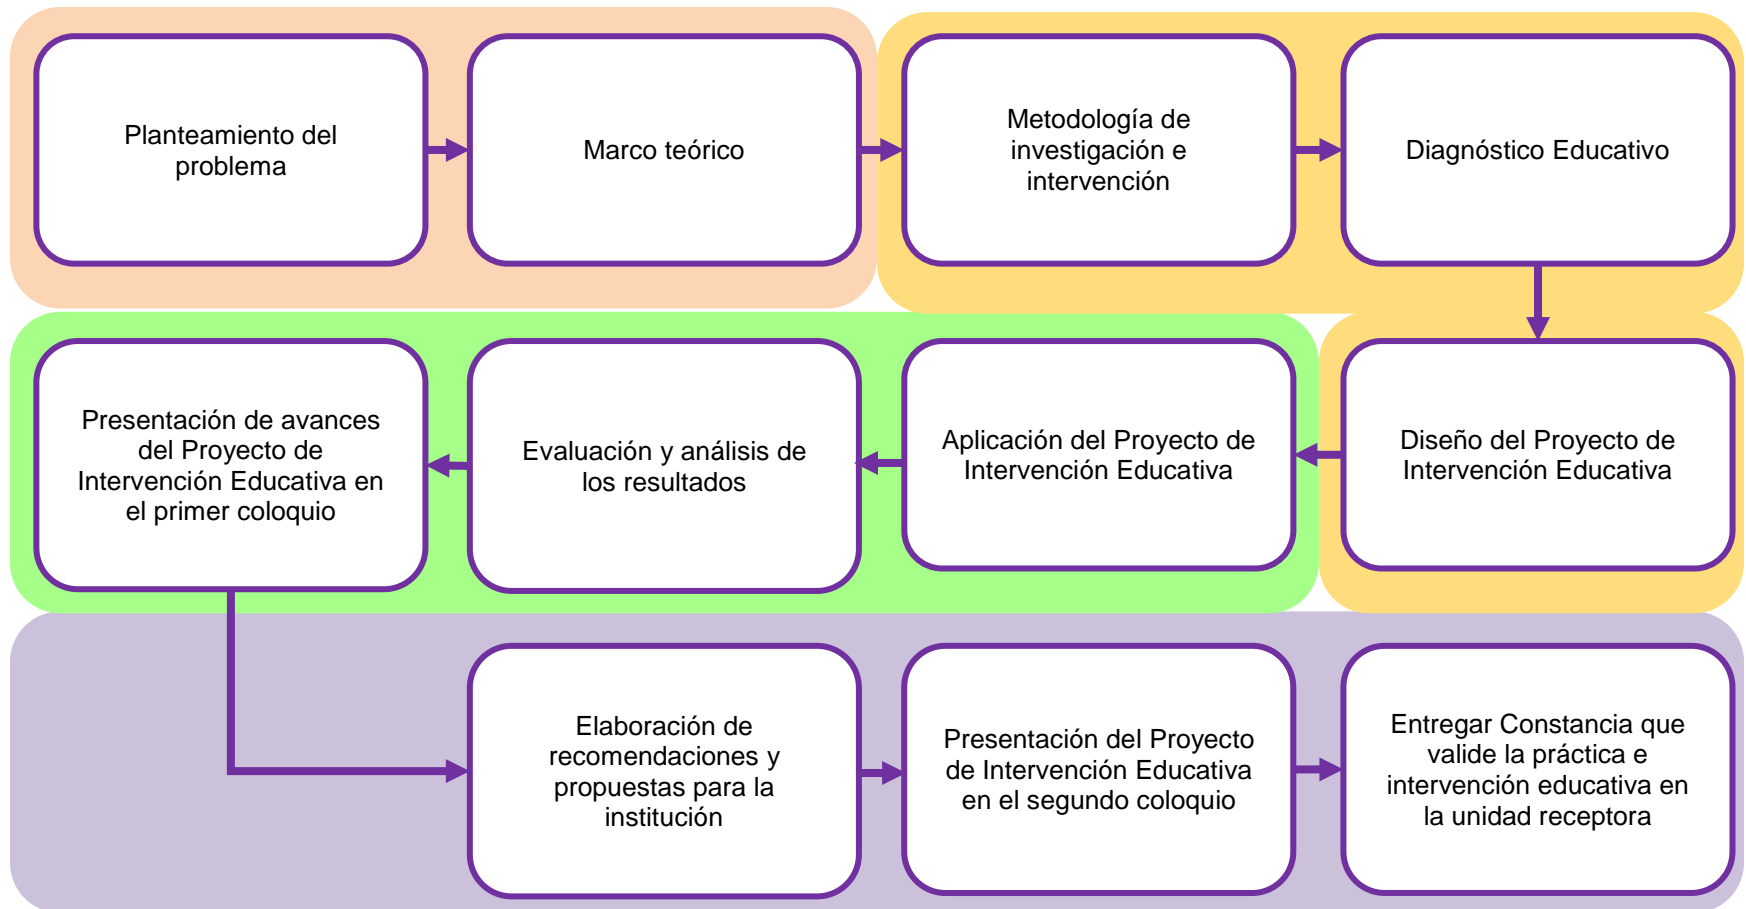 Planteamiento del
problema
Marco teórico
Metodología de
investigación e
intervención
Diagnóstico Educativo
Diseño del Proyecto de
Intervención Educativa
Aplicación del Proyecto de
Intervención Educativa
Evaluación y análisis de
los resultados
Presentación de avances
del Proyecto de
Intervención Educativa en
el primer coloquio
Elaboración de
recomendaciones y
propuestas para la
institución
Presentación del Proyecto
de Intervención Educativa
en el segundo coloquio
Entregar Constancia que
valide la práctica e
intervención educativa en
la unidad receptora